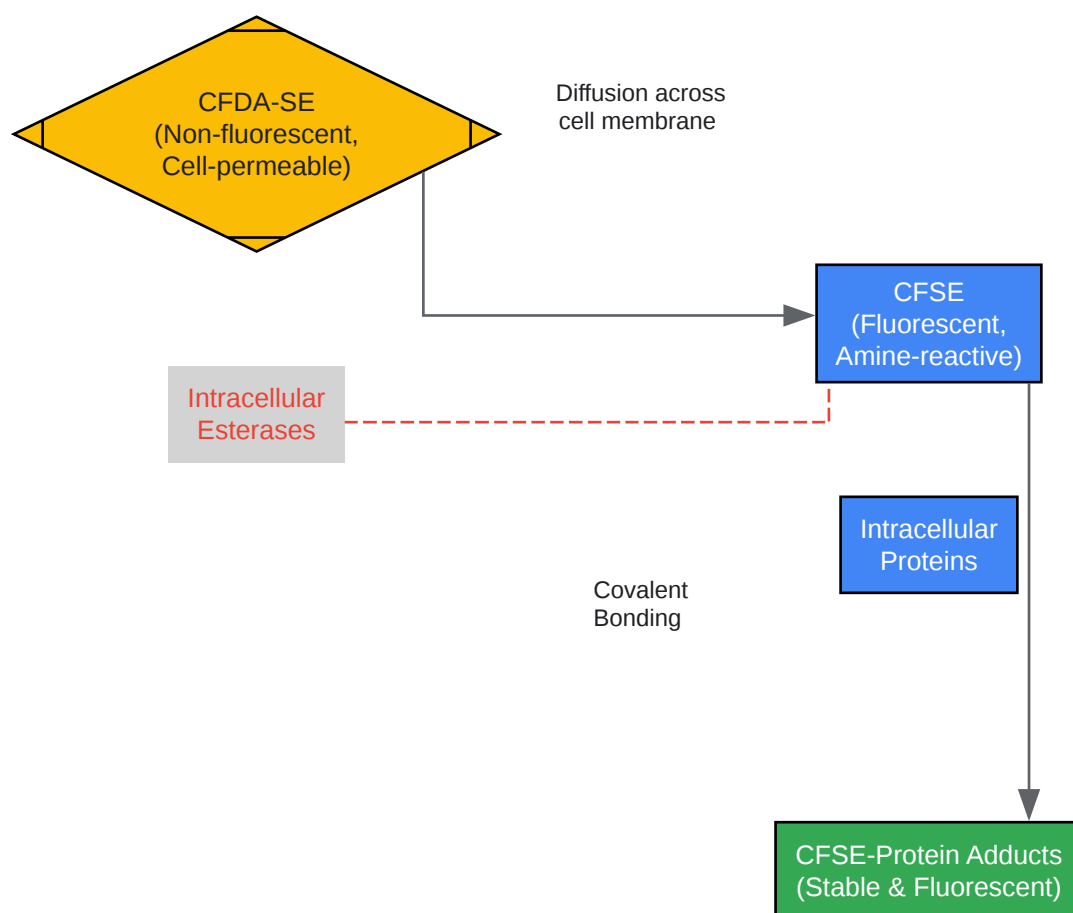 CFDA-SE
(Non-fluorescent,
Cell-permeable)
Diffusion across
cell membrane
CFSE
(Fluorescent,
Amine-reactive)
Intracellular
Esterases
Intracellular
Proteins
Covalent
Bonding
CFSE-Protein Adducts
(Stable & Fluorescent)